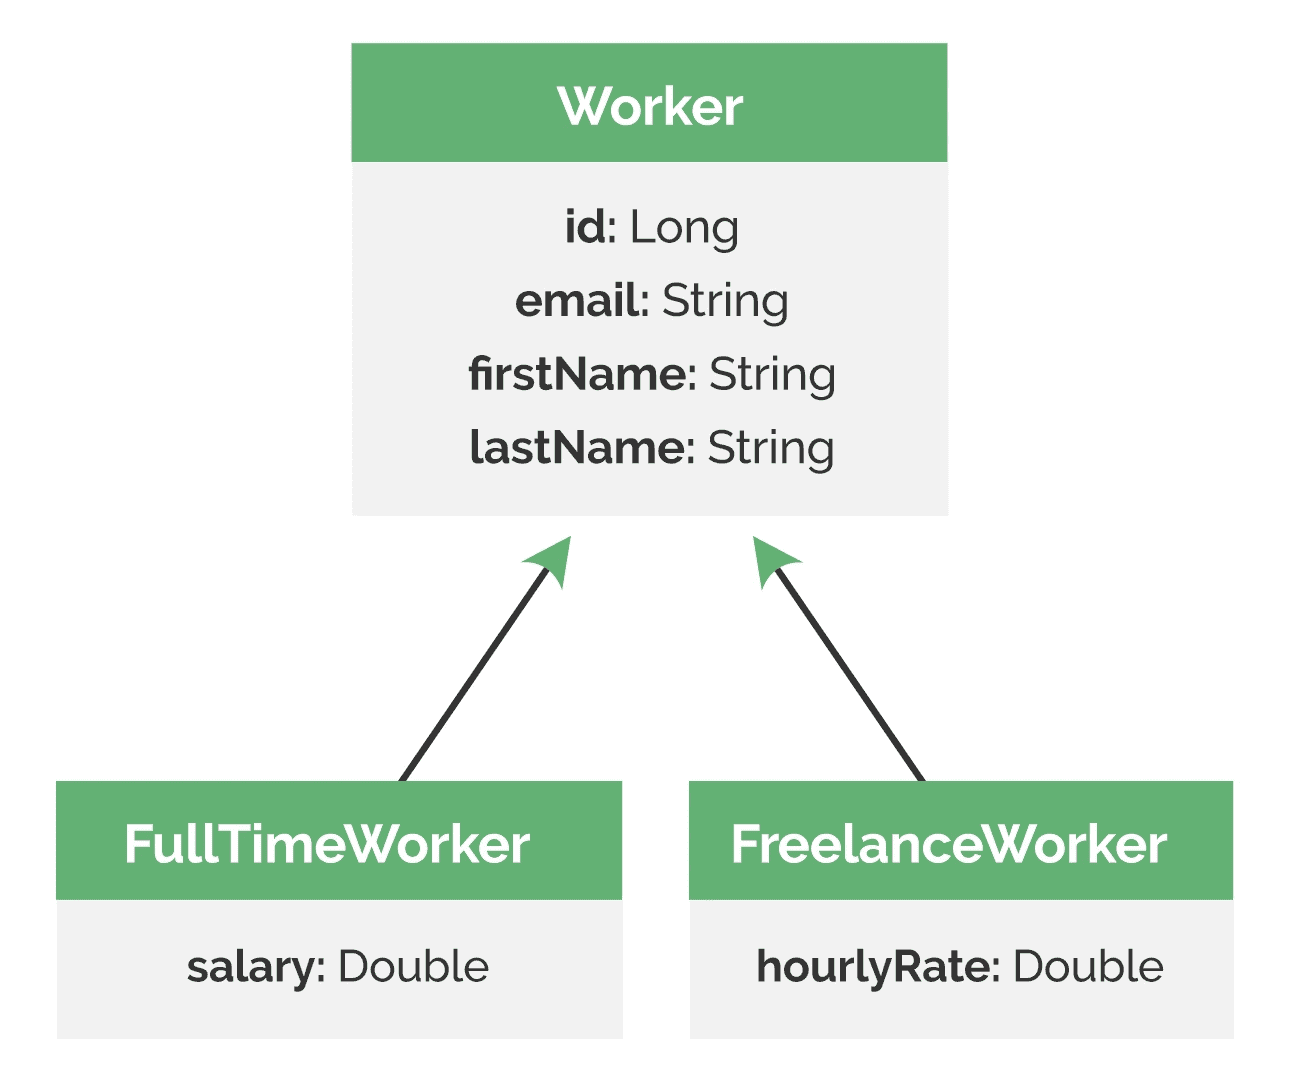 Worker
id: Long
email: String
firstName: String
lastName: String
FullTimeWorker
salary: Double
FreelanceWorker
hourlyRate: Double